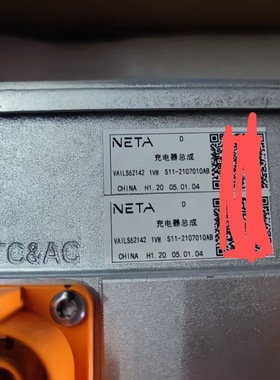 NETA D
充电器总成
VAILS62142 1VW S11-2107010AB
CHINA H1.20 05.01.04
NETA D
充电器总成
VAILS62142 1VW S11-2107010AB
CHINA H1.20 05.01.04
TC&AC